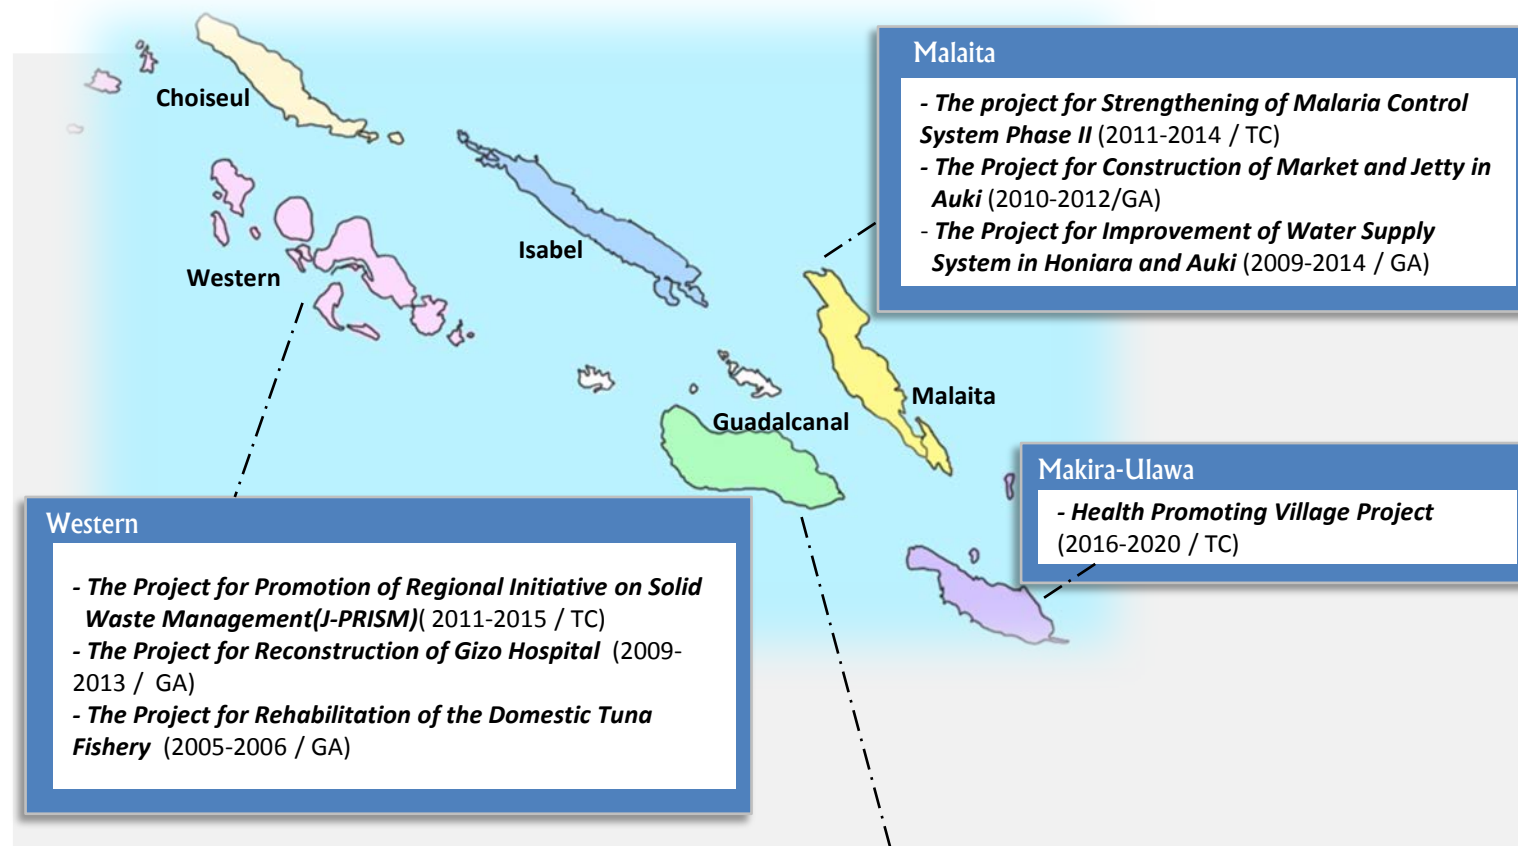 Choiseul
Isabel
Western
Guadalcanal
Malaita
Malaita
- The project for Strengthening of Malaria Control
System Phase II (2011-2014 / TC)
- The Project for Construction of Market and Jetty in
Auki (2010-2012/GA)
- The Project for Improvement of Water Supply
System in Honiara and Auki (2009-2014 / GA)
Makira-Ulawa
- Health Promoting Village Project
(2016-2020 / TC)
Western
- The Project for Promotion of Regional Initiative on Solid
Waste Management(J-PRISM)( 2011-2015 / TC)
- The Project for Reconstruction of Gizo Hospital (2009-
2013 / GA)
- The Project for Rehabilitation of the Domestic Tuna
Fishery (2005-2006 / GA)